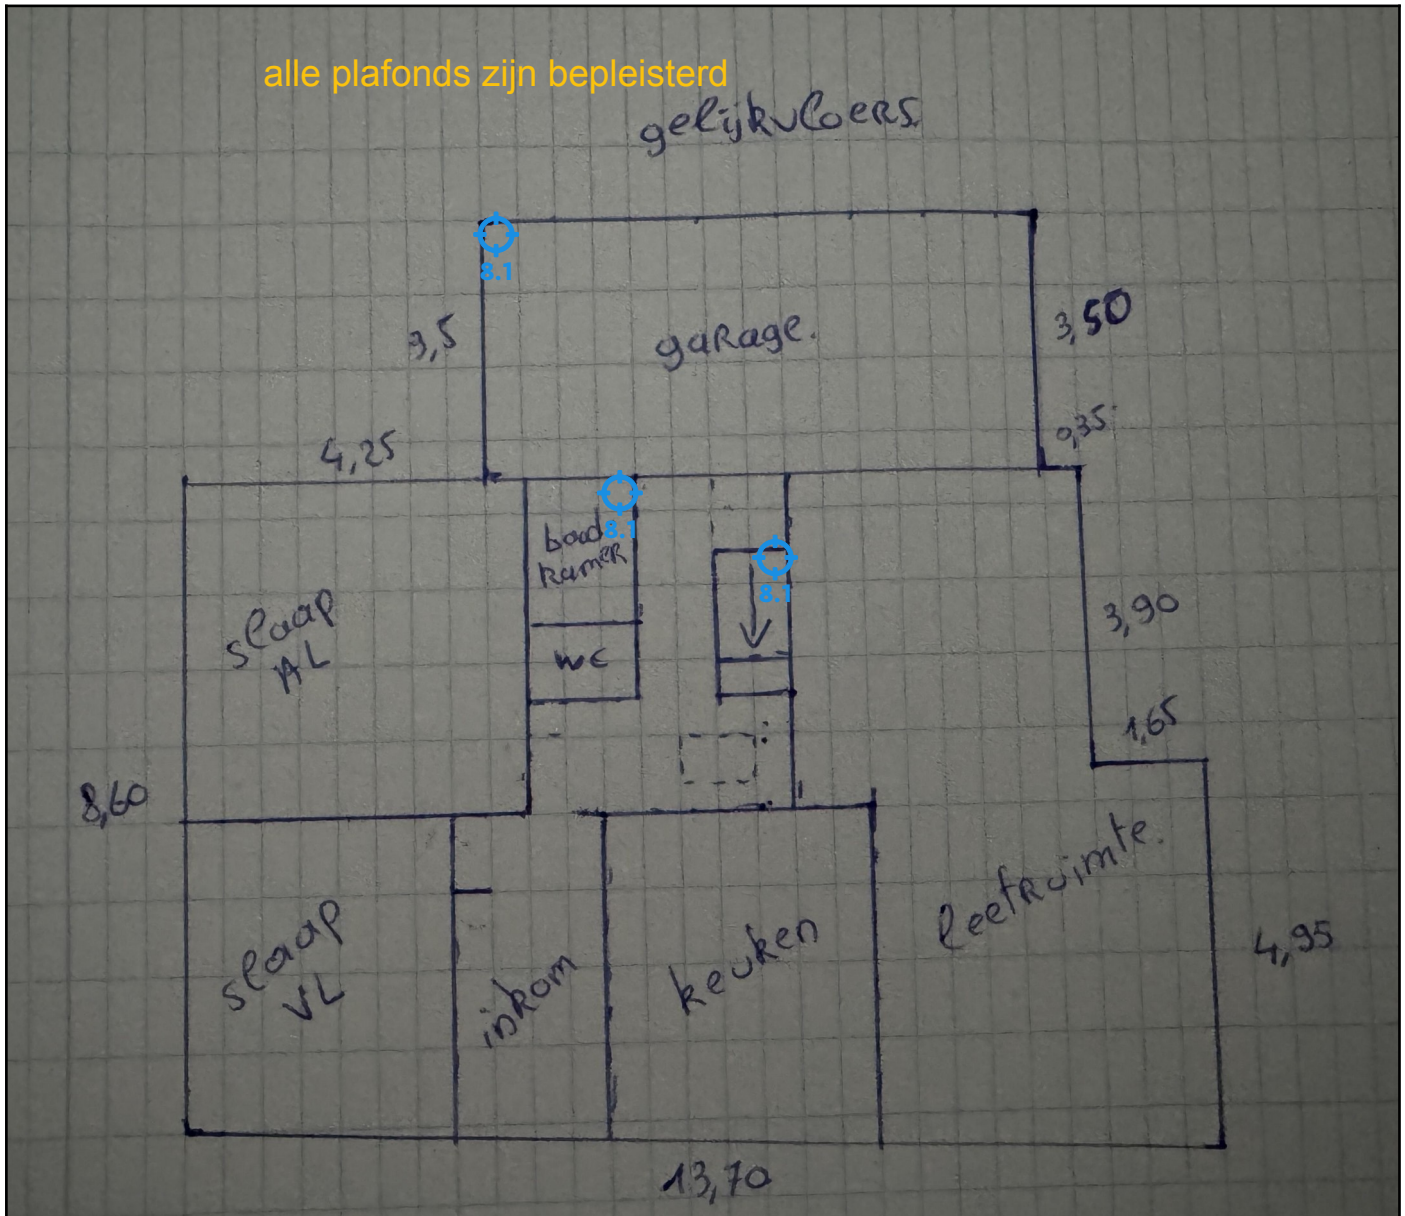 alle plafonds zijn bepleisterd
gelijkvloers
8.1
3,5
garage.
3,50
0,35
4,25
8.1
bad
kamer
8.1
slaap
AL
WC
3,90
1,65
8,60
leefruimte.
slaap
VL
inkom
keuken
4,95
13,70